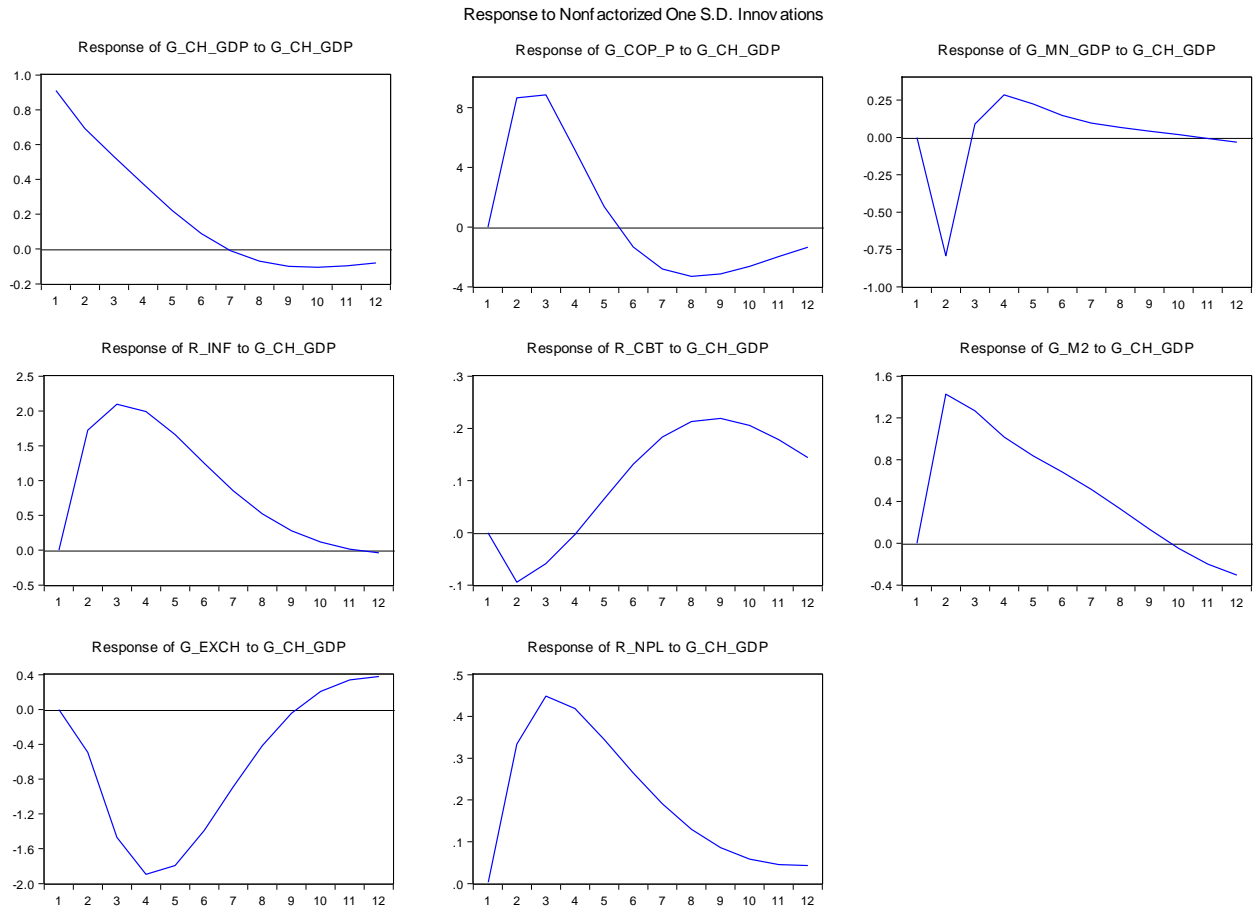 Response to Nonfactorized One S.D. Innovations
Response of G_CH_GDP to G_CH_GDP
1.0
0.8
0.6
0.4
0.2
0.0
-0.2
1 2 3 4 5 6 7 8 9 10 11 12
Response of G_COP_P to G_CH_GDP
8
4
0
-4
1 2 3 4 5 6 7 8 9 10 11 12
Response of G_MN_GDP to G_CH_GDP
0.25
0.00
-0.25
-0.50
-0.75
-1.00
1 2 3 4 5 6 7 8 9 10 11 12
Response of R_INF to G_CH_GDP
2.5
2.0
1.5
1.0
0.5
0.0
-0.5
1 2 3 4 5 6 7 8 9 10 11 12
Response of R_CBT to G_CH_GDP
.3
.2
.1
.0
-.1
1 2 3 4 5 6 7 8 9 10 11 12
Response of G_M2 to G_CH_GDP
1.6
1.2
0.8
0.4
0.0
-0.4
1 2 3 4 5 6 7 8 9 10 11 12
Response of G_EXCH to G_CH_GDP
0.4
0.0
-0.4
-0.8
-1.2
-1.6
-2.0
1 2 3 4 5 6 7 8 9 10 11 12
Response of R_NPL to G_CH_GDP
.5
.4
.3
.2
.1
.0
1 2 3 4 5 6 7 8 9 10 11 12